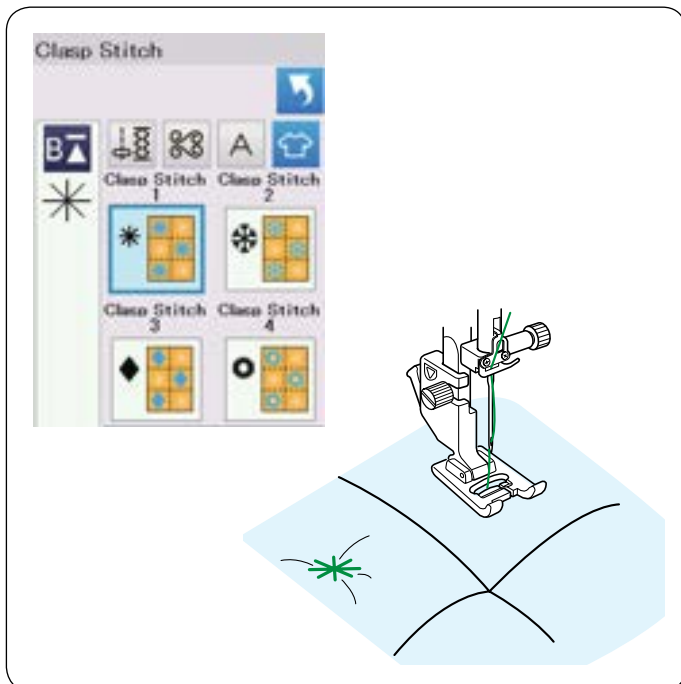 Clasp Stitch
B
A
Clasp Stitch 1
Clasp Stitch 2
Clasp Stitch 3
Clasp Stitch 4